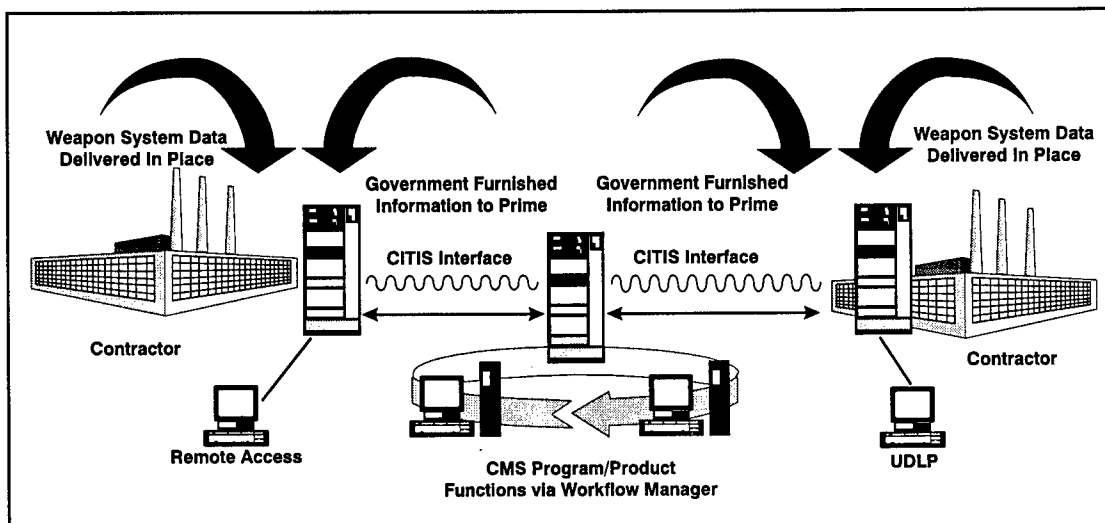 Weapon System Data
Delivered In Place
Weapon System Data
Delivered In Place
Government Furnished
Information to Prime
Government Furnished
Information to Prime
CITIS Interface
CITIS Interface
Contractor
Contractor
Remote Access
CMS Program/Product
Functions via Workflow Manager
UDLP